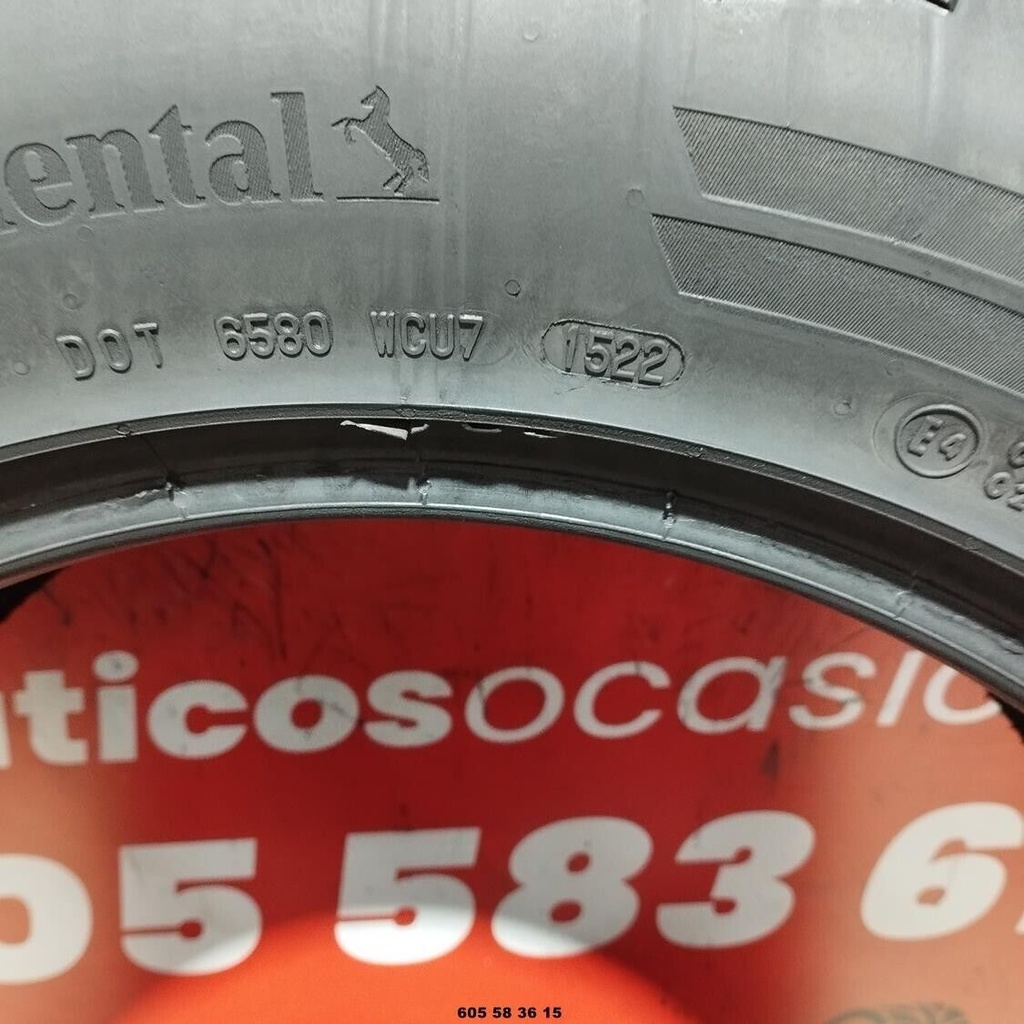 ental
DOT 6580 WCU7 1522
E4
ticosocasio
05 583 6
605 58 36 15